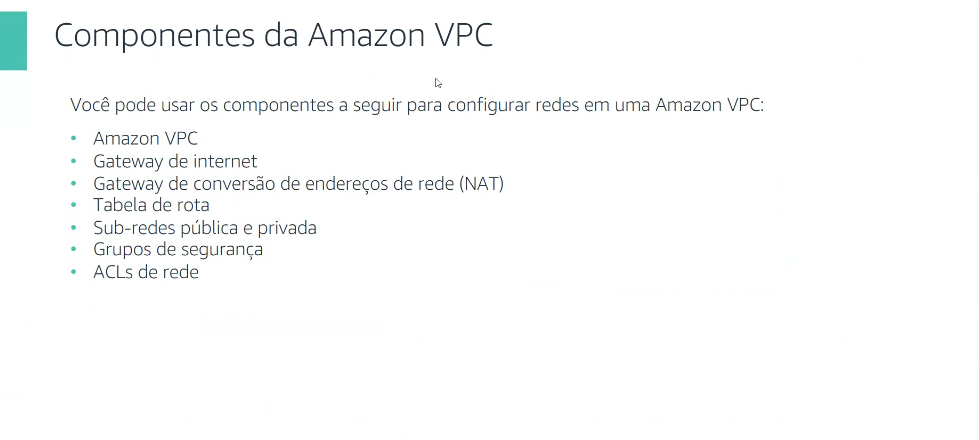 Componentes da Amazon VPC
Você pode usar os componentes a seguir para configurar redes em uma Amazon VPC:
• Amazon VPC
• Gateway de internet
• Gateway de conversão de endereços de rede (NAT)
• Tabela de rota
• Sub-redes pública e privada
• Grupos de segurança
• ACLs de rede